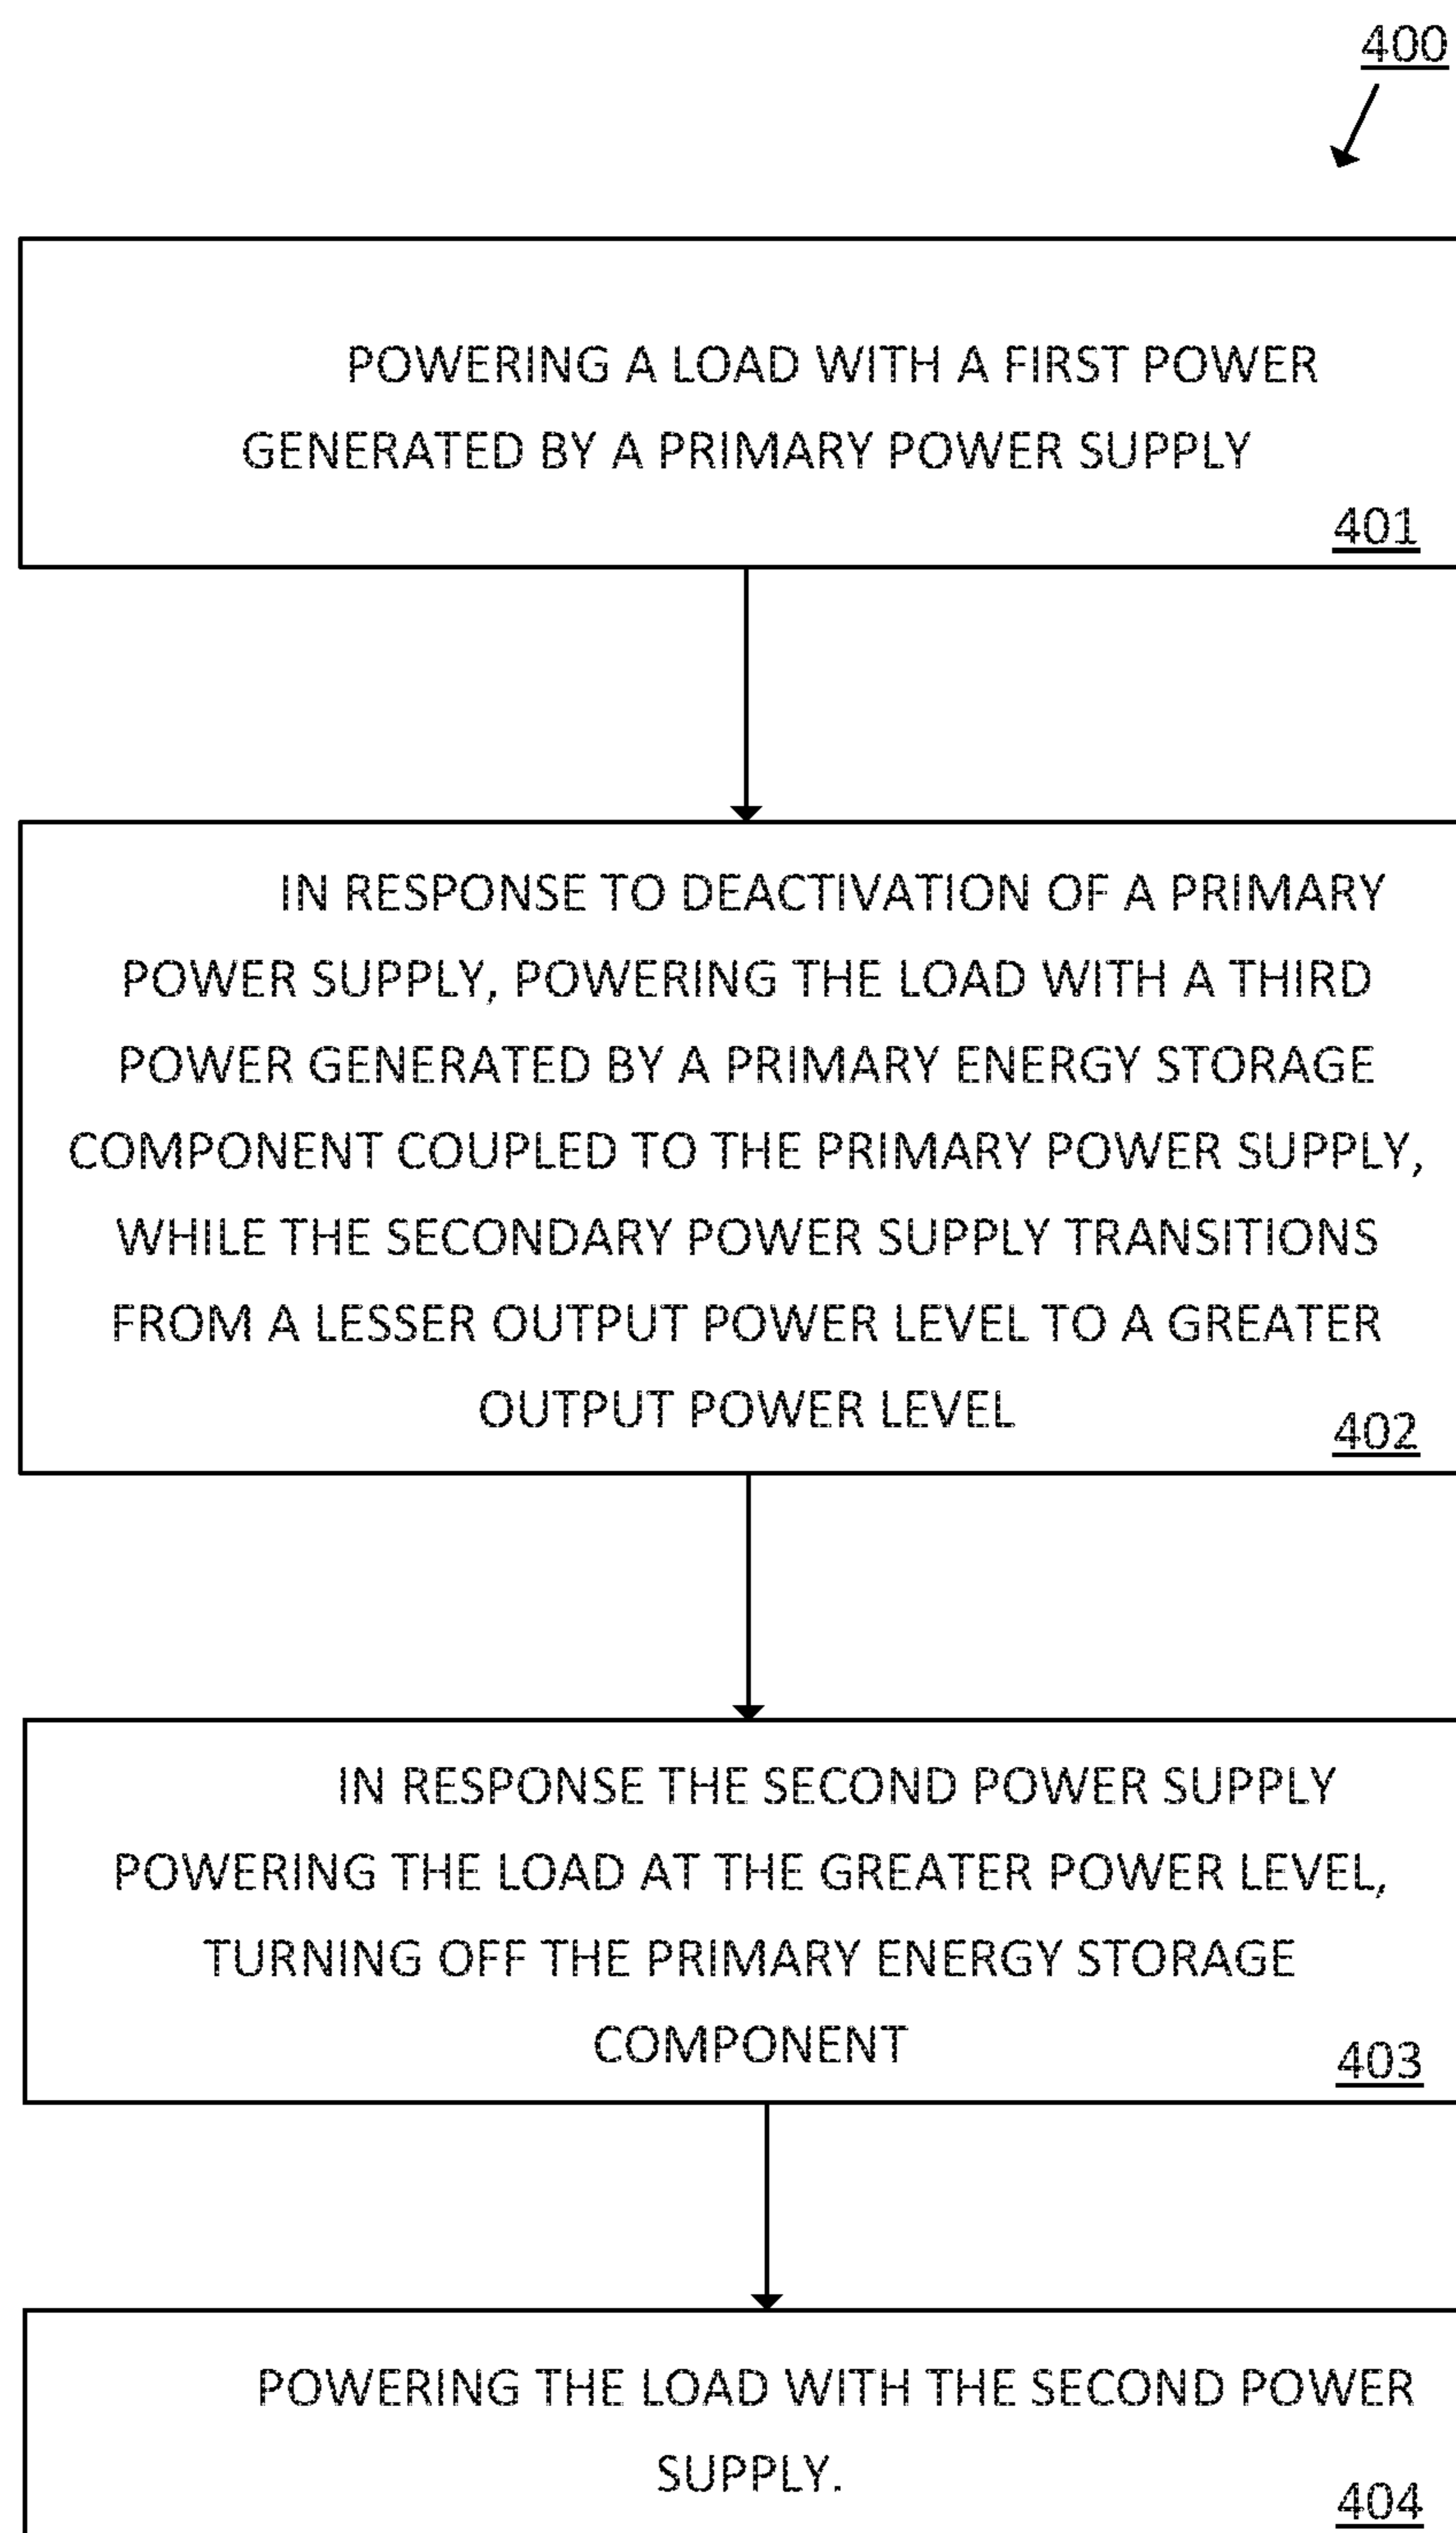 400
POWERING A LOAD WITH A FIRST POWER
GENERATED BY A PRIMARY POWER SUPPLY
401
IN RESPONSE TO DEACTIVATION OF A PRIMARY
POWER SUPPLY, POWERING THE LOAD WITH A THIRD
POWER GENERATED BY A PRIMARY ENERGY STORAGE
COMPONENT COUPLED TO THE PRIMARY POWER SUPPLY,
WHILE THE SECONDARY POWER SUPPLY TRANSITIONS
FROM A LESSER OUTPUT POWER LEVEL TO A GREATER
OUTPUT POWER LEVEL
402
IN RESPONSE THE SECOND POWER SUPPLY
POWERING THE LOAD AT THE GREATER POWER LEVEL,
TURNING OFF THE PRIMARY ENERGY STORAGE
COMPONENT
403
POWERING THE LOAD WITH THE SECOND POWER
SUPPLY.
404